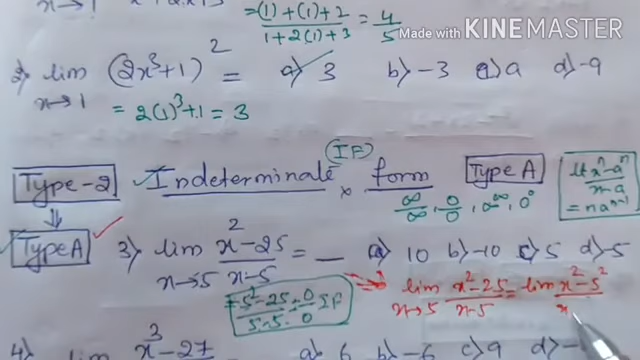 x→1
= (1)+(1)+2 / 1+2(1)+3 = 4/5
Made with KINEMASTER
2) lim x→1 (2x³+1)² = a) 3 b) -3 c) 9 d) -9
= 2(1)³+1 = 3
(IF)
Type-2 Indeterminate form Type A
∞/∞, 0/0, ∞^∞, 0⁰
lt xⁿ-aⁿ / x-a = naⁿ⁻¹
Type A 3) lim x→5 x²-25 / x-5 = __ a) 10 b) -10 c) 5 d) -5
= 5²-25 / 5-5 = 0/0 IF
lim x→5 x²-25 / x-5 = lim x²-5² / x
4) lim x³-27 a) 6 b) -6 c) 9 d) -